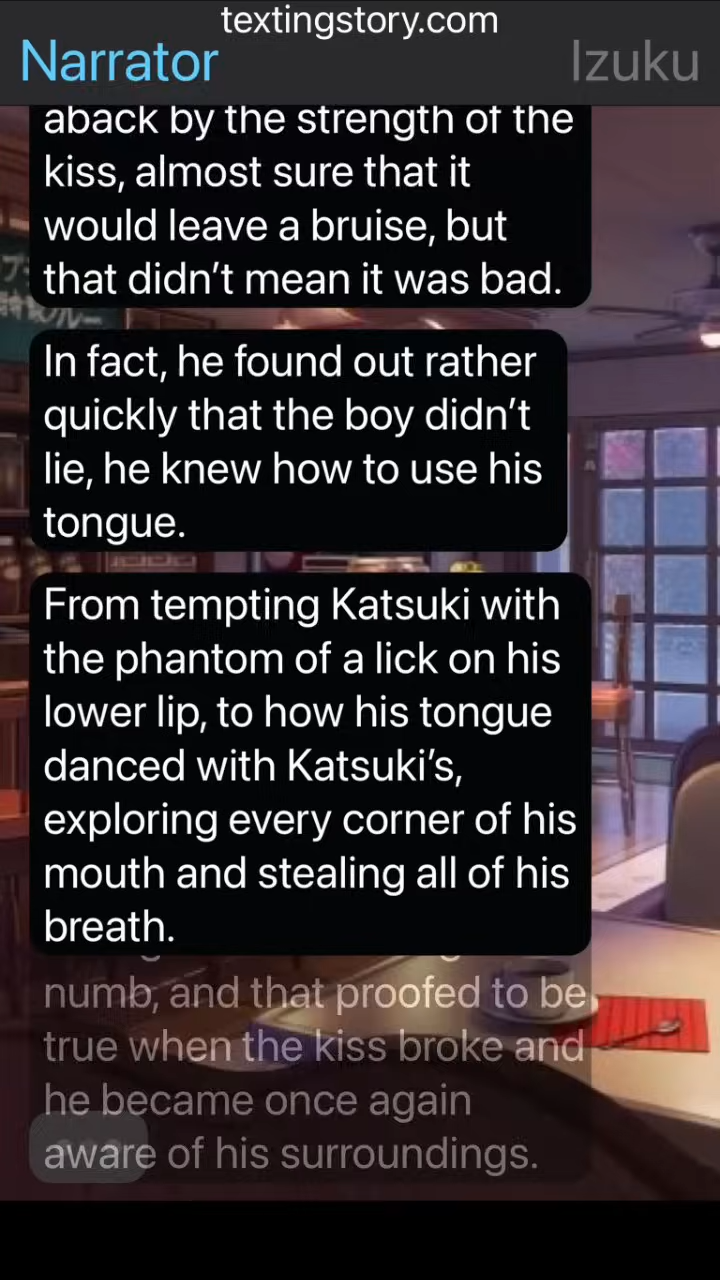 textingstory.com
Narrator
Izuku
aback by the strength of the
kiss, almost sure that it
would leave a bruise, but
that didn't mean it was bad.
In fact, he found out rather
quickly that the boy didn't
lie, he knew how to use his
tongue.
From tempting Katsuki with
the phantom of a lick on his
lower lip, to how his tongue
danced with Katsuki's,
exploring every corner of his
mouth and stealing all of his
breath.
numb, and that proofed to be
true when the kiss broke and
he became once again
aware of his surroundings.